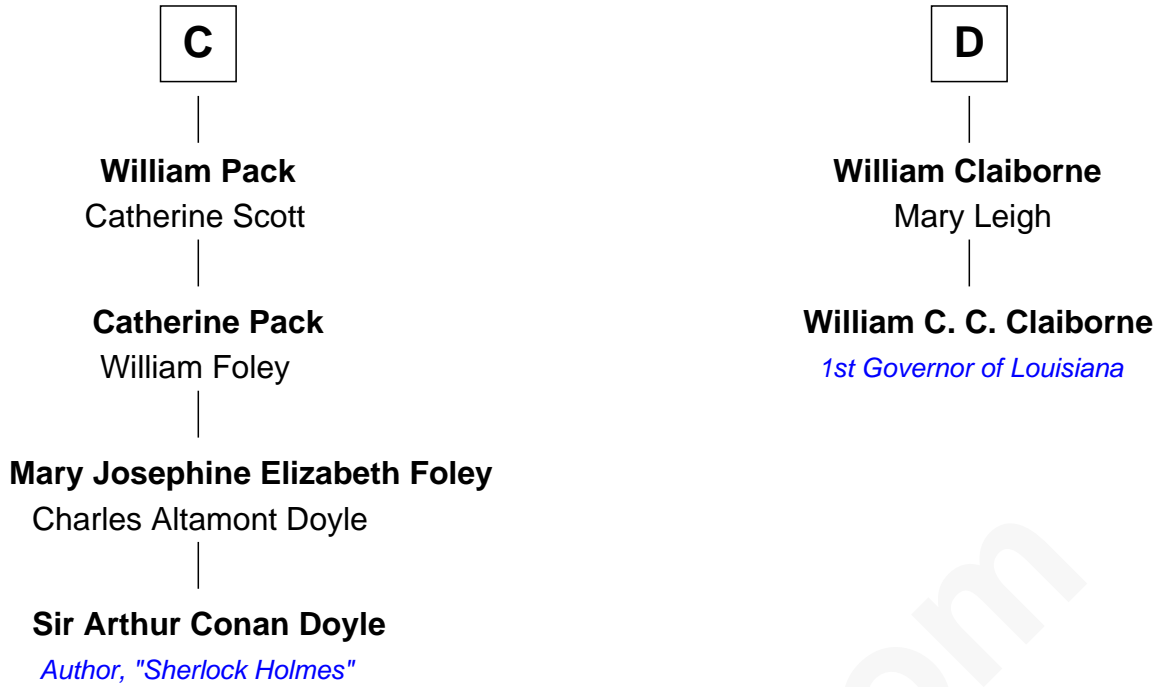 C
William Pack
Catherine Scott
Catherine Pack
William Foley
Mary Josephine Elizabeth Foley
Charles Altamont Doyle
Sir Arthur Conan Doyle
Author, "Sherlock Holmes"
D
William Claiborne
Mary Leigh
William C. C. Claiborne
1st Governor of Louisiana
om